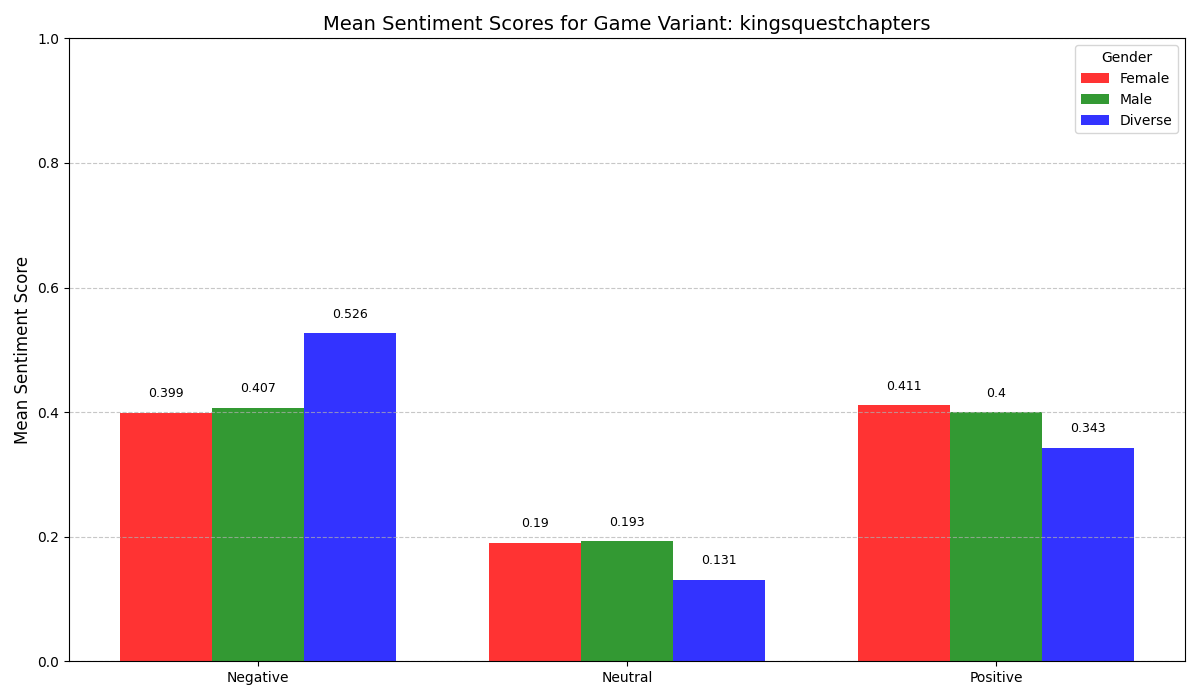 Mean Sentiment Scores for Game Variant: kingsquestchapters
Mean Sentiment Score
1.0
0.8
0.6
0.4
0.2
0.0
Gender
Female
Male
Diverse
0.399
0.407
0.526
0.19
0.193
0.131
0.411
0.4
0.343
Negative
Neutral
Positive